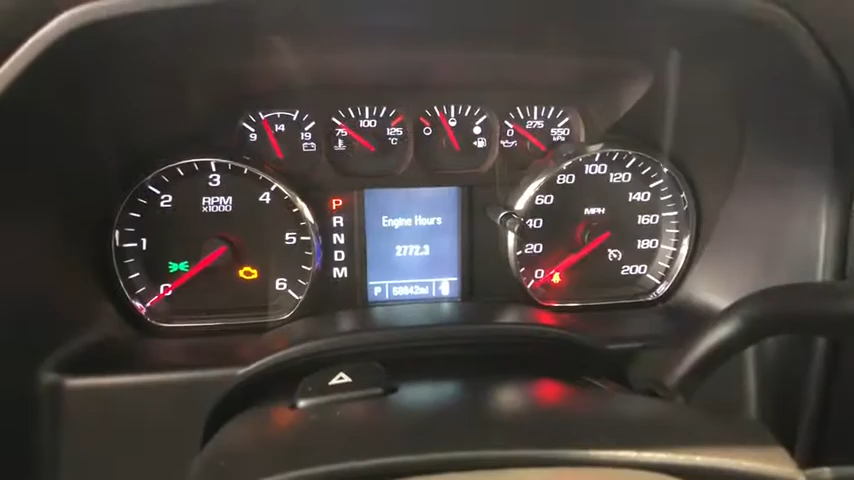 9 14 19
75 100 125
°C
0 275 550
kPa
0 1 2 3 4 5 6
RPM
X1000
P
R
N
D
M
Engine Hours
2772.3
P
0 20 40 60 80 100 120 140 160 180 200
MPH